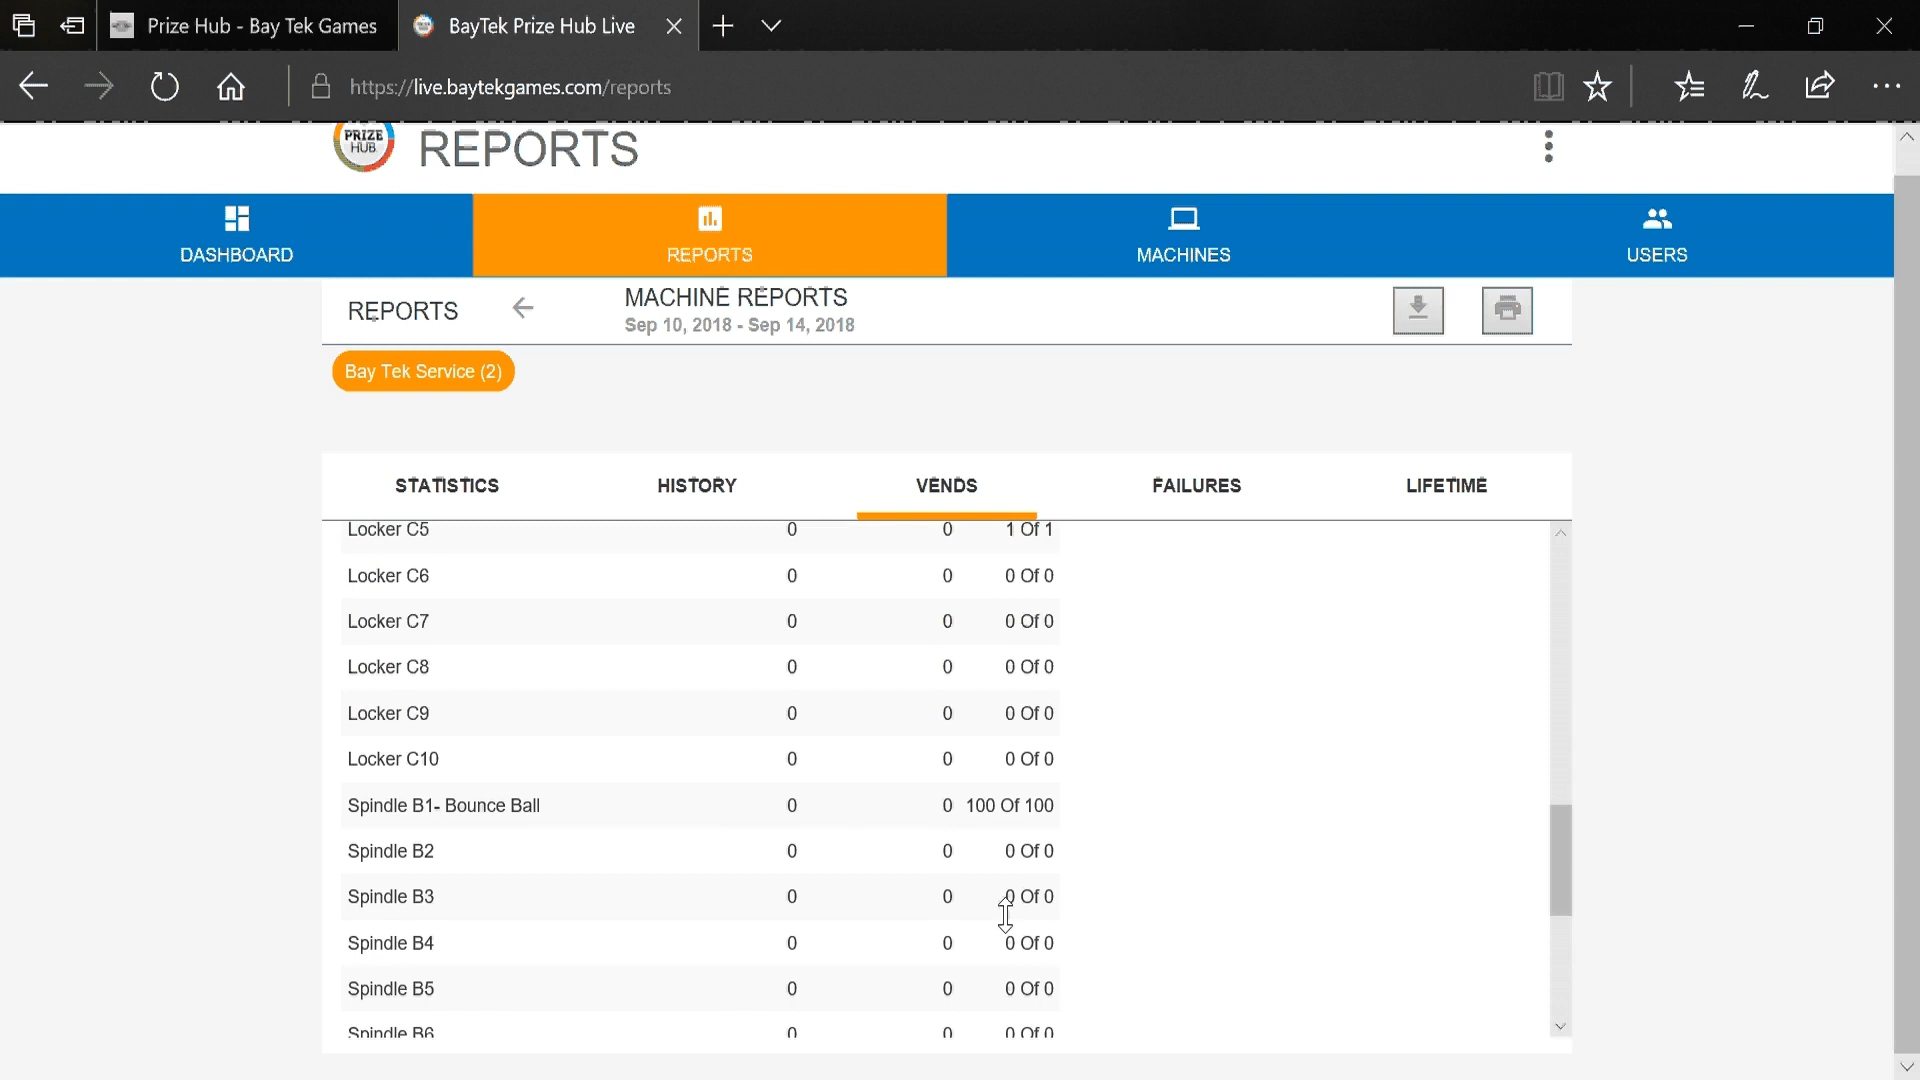 Prize Hub - Bay Tek Games
BayTek Prize Hub Live
https://live.baytekgames.com/reports
PRIZE HUB
REPORTS
DASHBOARD
REPORTS
MACHINES
USERS
REPORTS
MACHINE REPORTS
Sep 10, 2018 - Sep 14, 2018
Bay Tek Service (2)
STATISTICS HISTORY VENDS FAILURES LIFETIME
Locker C5 0 0 1 Of 1
Locker C6 0 0 0 Of 0
Locker C7 0 0 0 Of 0
Locker C8 0 0 0 Of 0
Locker C9 0 0 0 Of 0
Locker C10 0 0 0 Of 0
Spindle B1- Bounce Ball 0 0 100 Of 100
Spindle B2 0 0 0 Of 0
Spindle B3 0 0 0 Of 0
Spindle B4 0 0 0 Of 0
Spindle B5 0 0 0 Of 0
Spindle B6 0 0 0 Of 0